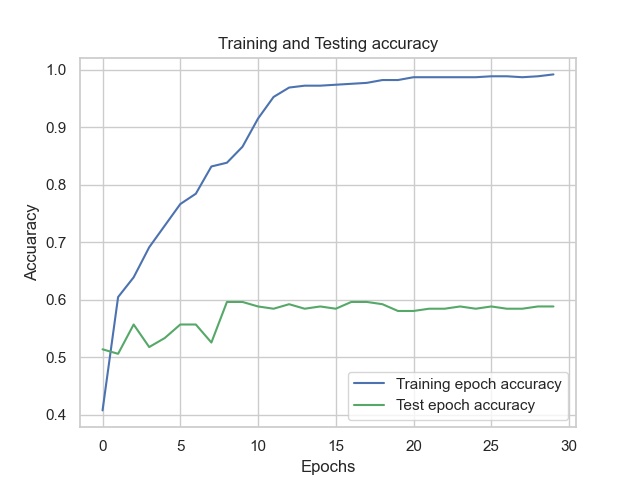 Training and Testing accuracy
Accuaracy
1.0
0.9
0.8
0.7
0.6
0.5
0.4
0 5 10 15 20 25 30
Epochs
Training epoch accuracy
Test epoch accuracy